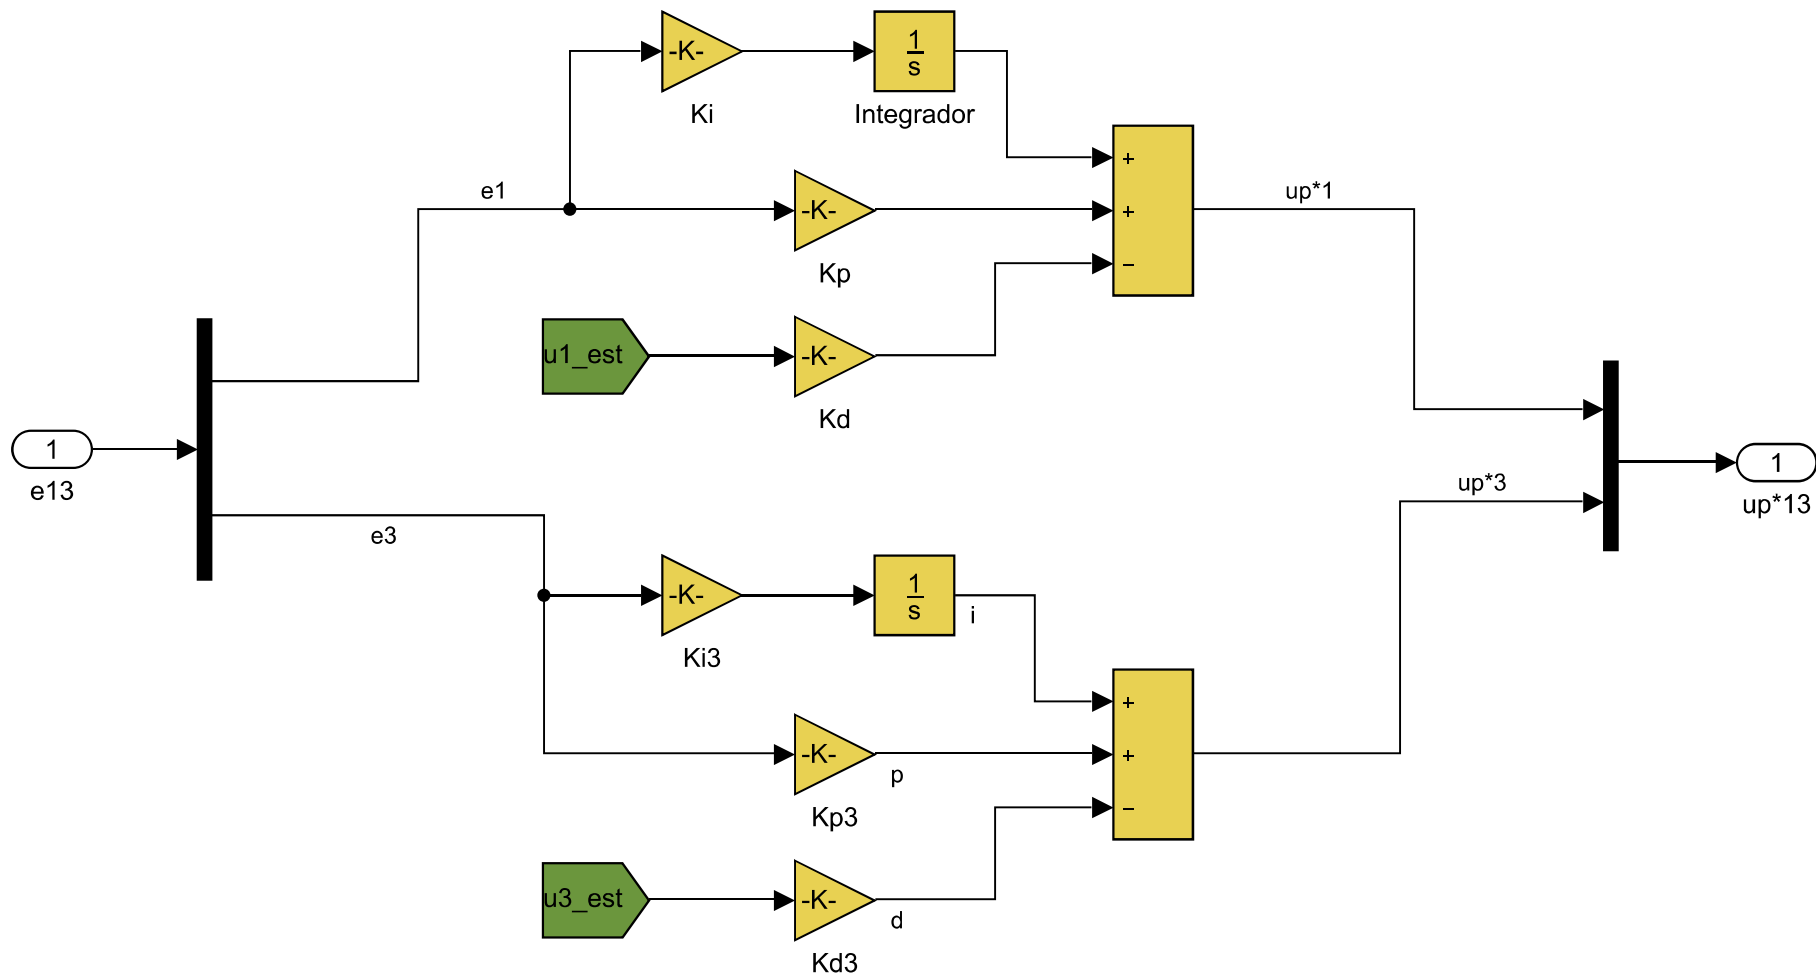 -K-
Ki
1
s
Integrador
+
e1
-K-
Kp
+
up*1
−
u1_est
-K-
Kd
1
e13
e3
up*3
1
up*13
-K-
Ki3
1
s
i
+
-K-
p
Kp3
+
−
u3_est
-K-
d
Kd3